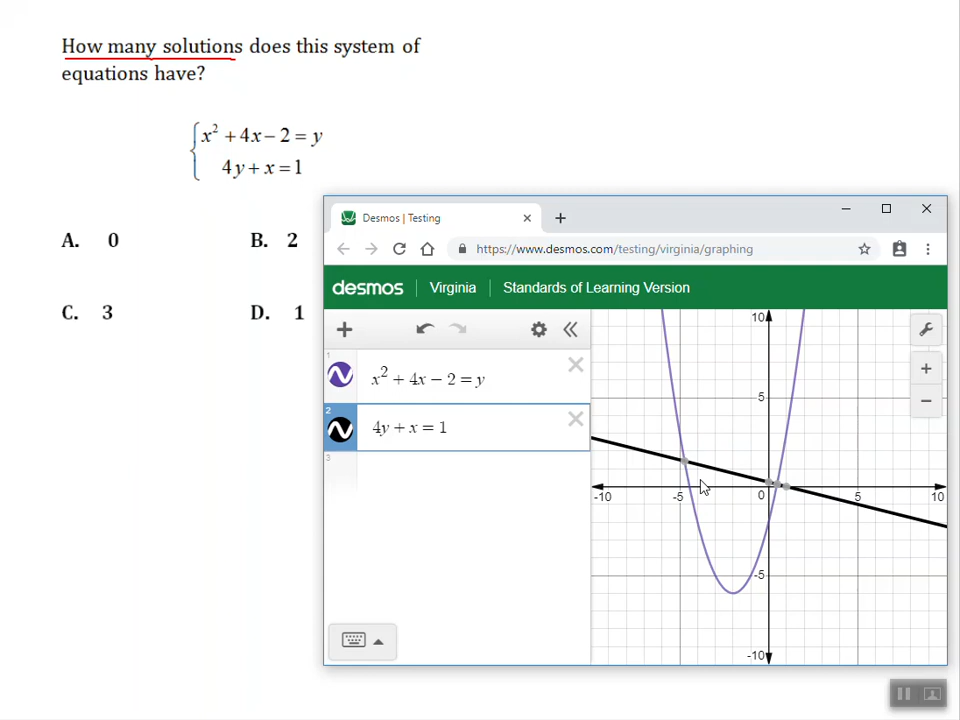 How many solutions does this system of
equations have?
x² + 4x − 2 = y
4y + x = 1
A. 0
B. 2
C. 3
D. 1
Desmos | Testing
https://www.desmos.com/testing/virginia/graphing
desmos
Virginia
Standards of Learning Version
1
x² + 4x − 2 = y
2
4y + x = 1
3
10
5
-10
-5
0
5
10
-5
-10